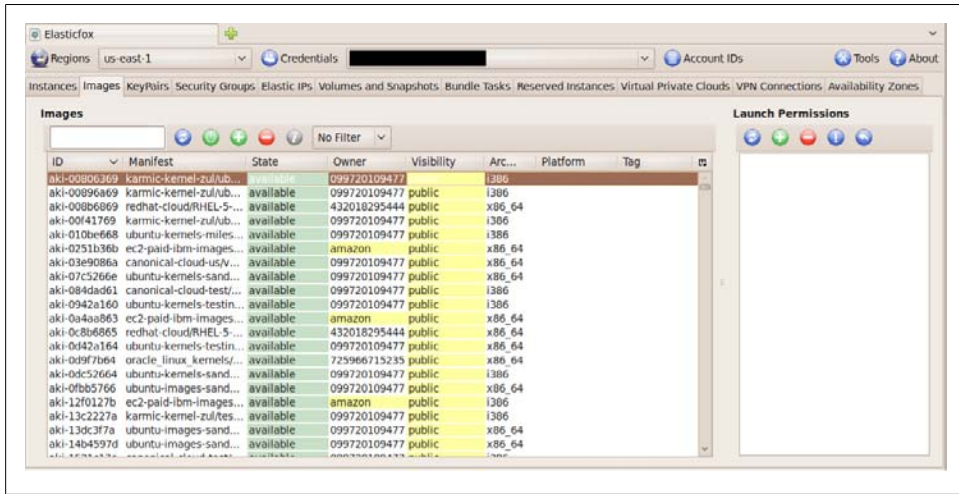 Elasticfox
Regions us-east-1 Credentials Account IDs Tools About
Instances Images KeyPairs Security Groups Elastic IPs Volumes and Snapshots Bundle Tasks Reserved Instances Virtual Private Clouds VPN Connections Availability Zones
Images Launch Permissions
No Filter
ID Manifest State Owner Visibility Arc... Platform Tag
aki-00806369 karmic-kernel-zul/ub... available 099720109477 i386
aki-00896a69 karmic-kernel-zul/ub... available 099720109477 public i386
aki-008b6869 redhat-cloud/RHEL-5-... available 432018295444 public x86_64
aki-00f41769 karmic-kernel-zul/ub... available 099720109477 public i386
aki-010be668 ubuntu-kernels-miles... available 099720109477 public i386
aki-0251b36b ec2-paid-ibm-images... available amazon public x86_64
aki-03e9086a canonical-cloud-us/v... available 099720109477 public x86_64
aki-07c5266e ubuntu-kernels-sand... available 099720109477 public x86_64
aki-084dad61 canonical-cloud-test/... available 099720109477 public i386
aki-0942a160 ubuntu-kernels-testin... available 099720109477 public i386
aki-0a4aa863 ec2-paid-ibm-images... available amazon public x86_64
aki-0c8b6865 redhat-cloud/RHEL-5-... available 432018295444 public x86_64
aki-0d42a164 ubuntu-kernels-testin... available 099720109477 public x86_64
aki-0d9f7b64 oracle_linux_kernels/... available 725966715235 public x86_64
aki-0dc52664 ubuntu-kernels-sand... available 099720109477 public i386
aki-0fbb5766 ubuntu-images-sand... available 099720109477 public x86_64
aki-12f0127b ec2-paid-ibm-images... available amazon public i386
aki-13c2227a karmic-kernel-zul/tes... available 099720109477 public i386
aki-13dc3f7a ubuntu-images-sand... available 099720109477 public x86_64
aki-14b4597d ubuntu-images-sand... available 099720109477 public x86_64